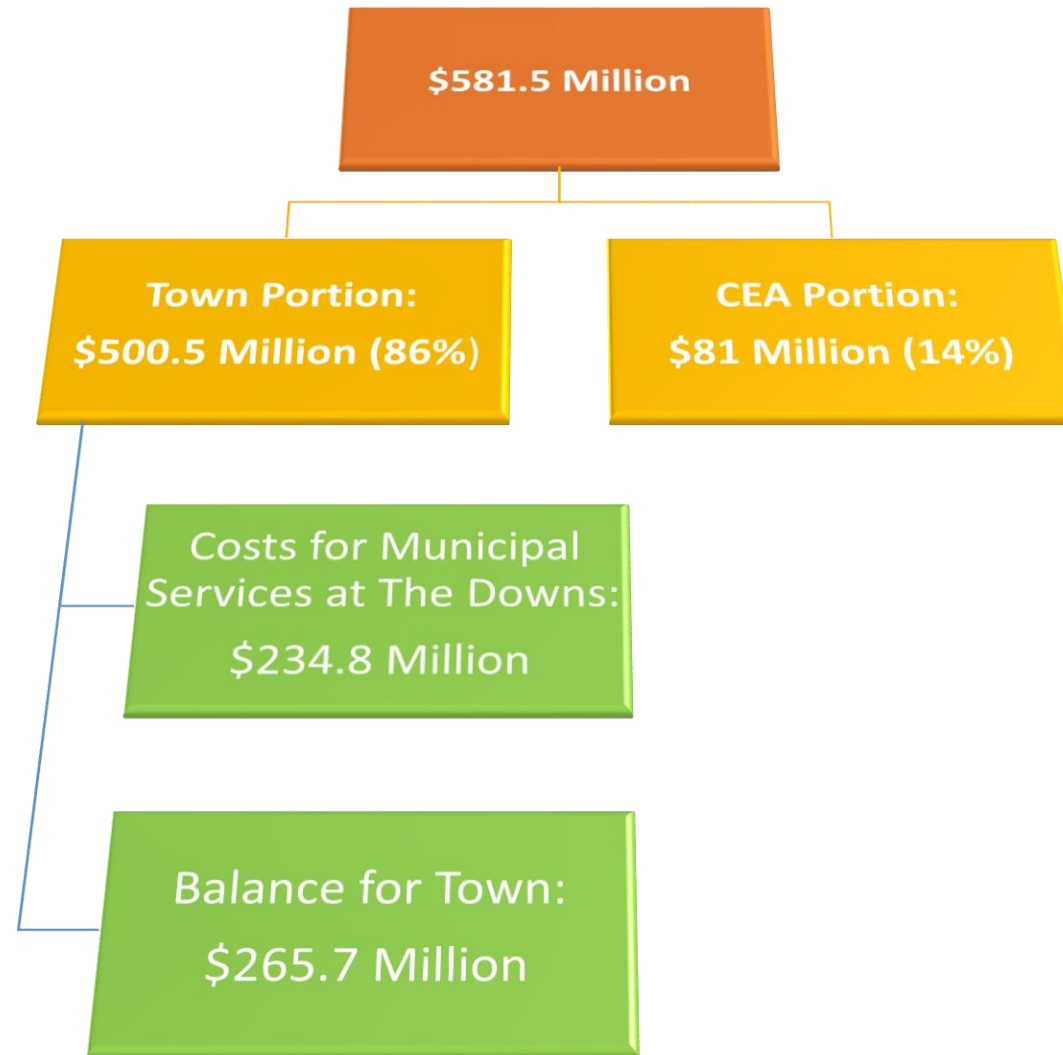 $581.5 Million
Town Portion:
$500.5 Million (86%)
CEA Portion:
$81 Million (14%)
Costs for Municipal
Services at The Downs:
$234.8 Million
Balance for Town:
$265.7 Million